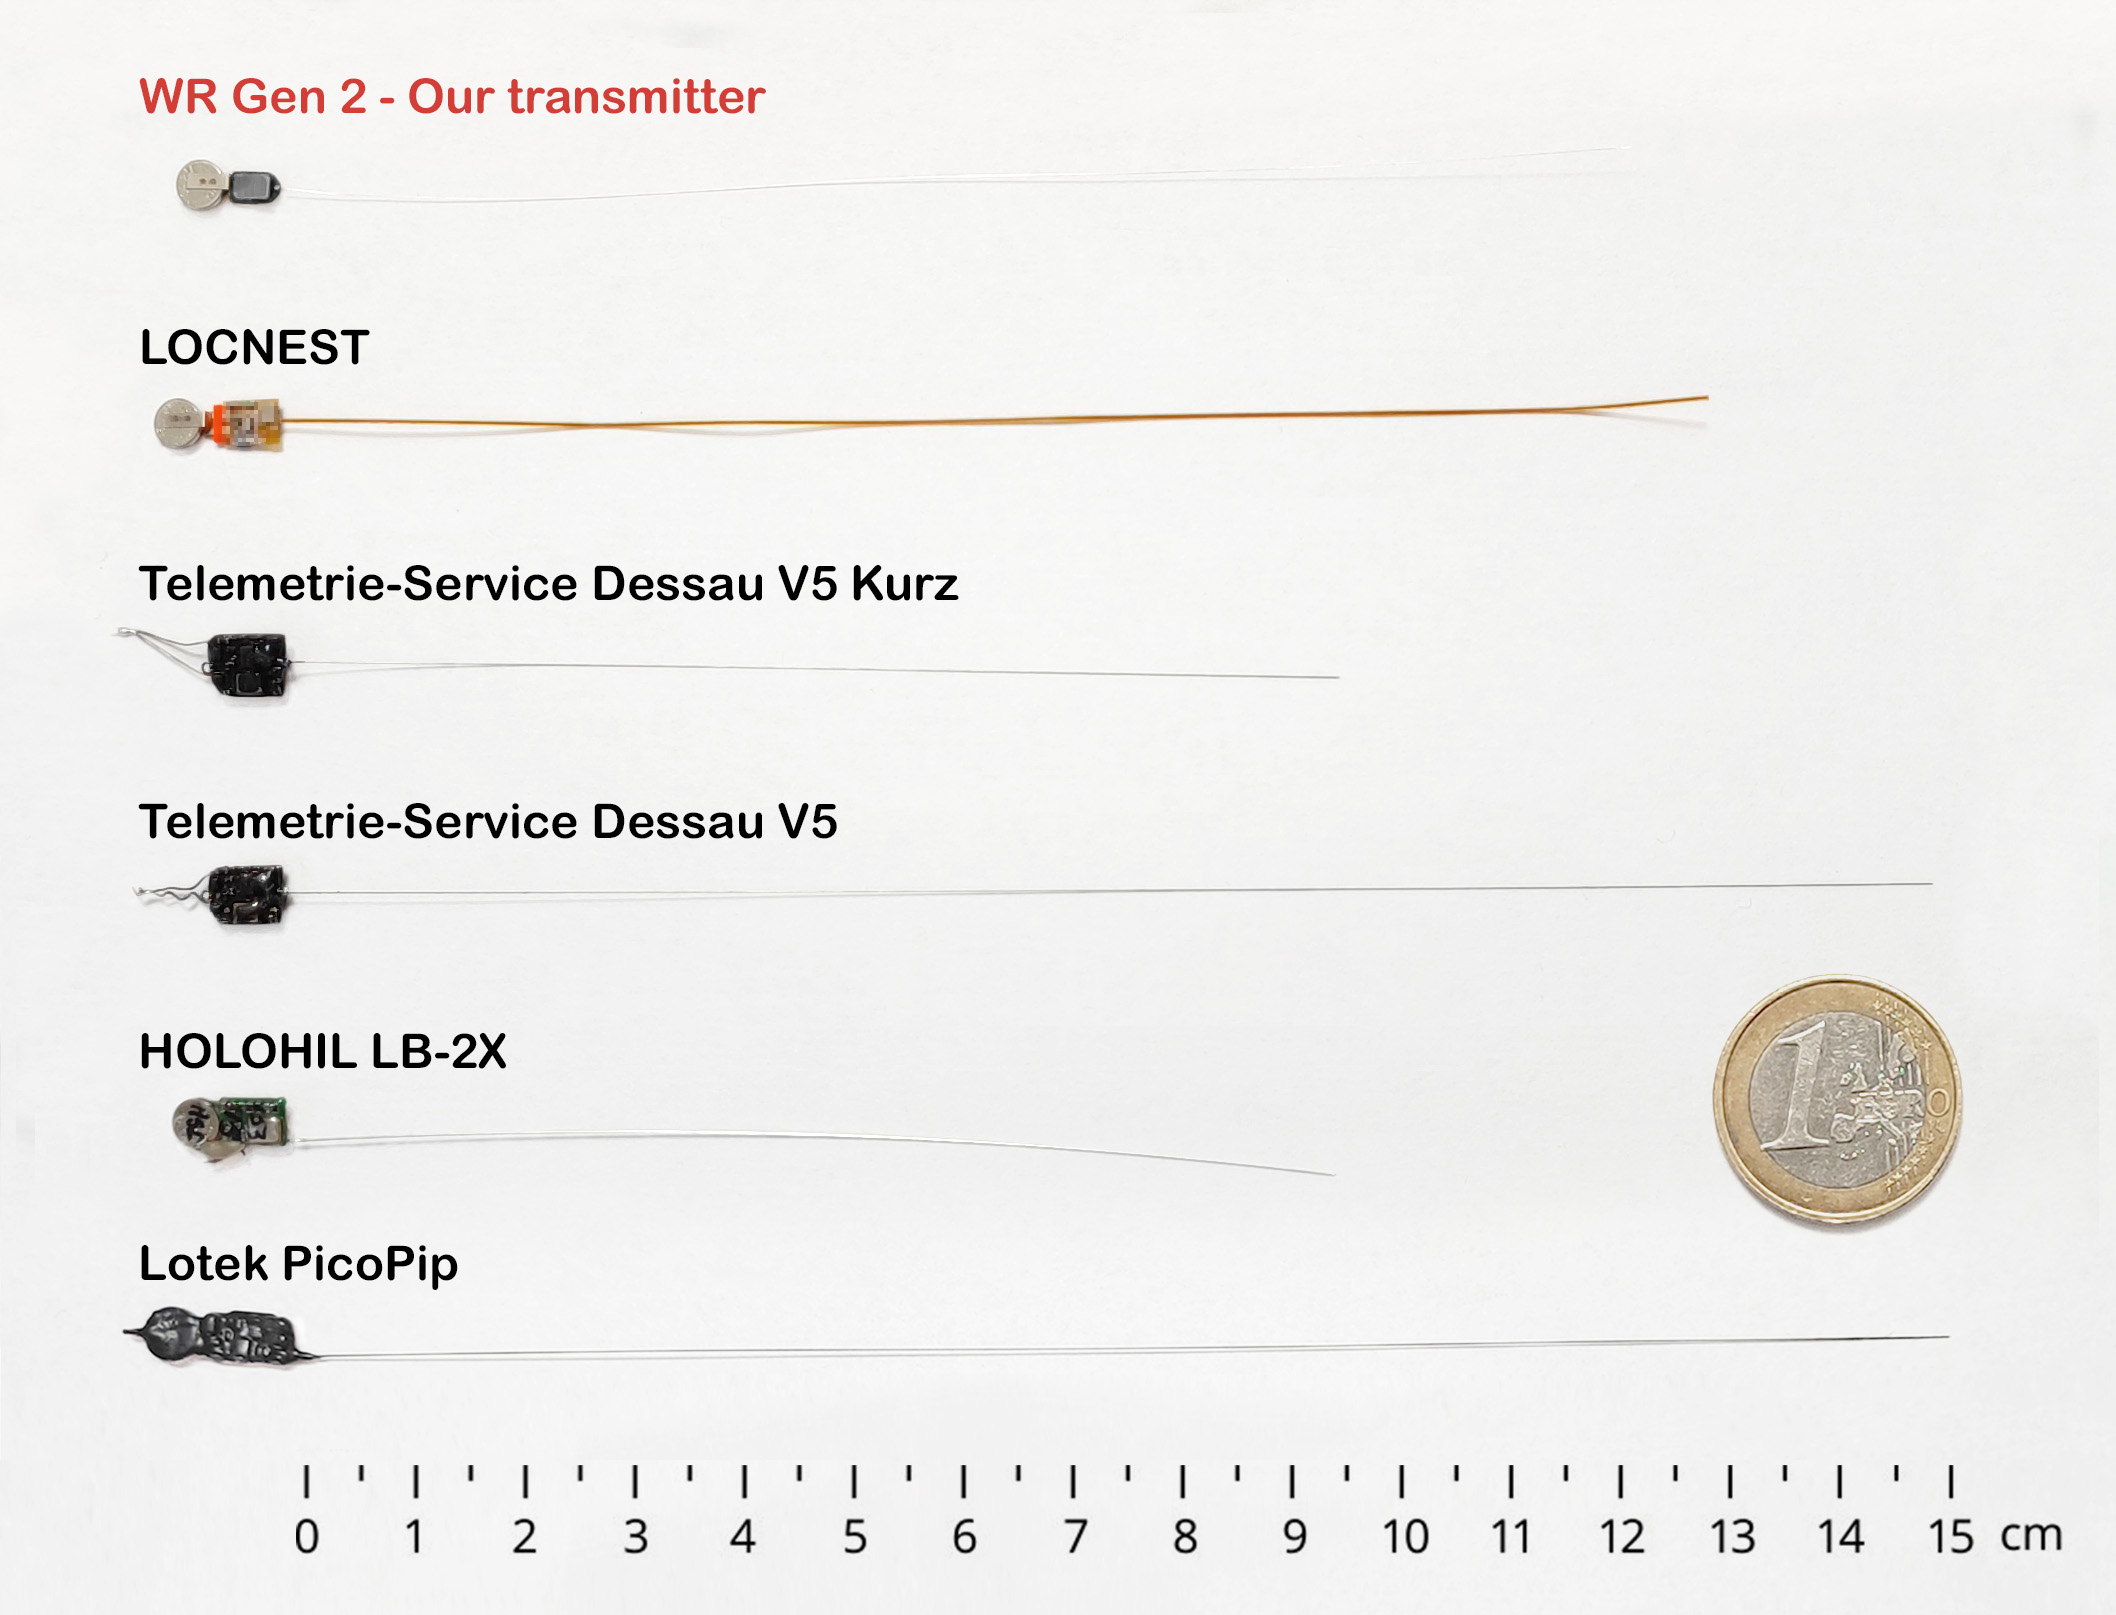 WR Gen 2 - Our transmitter
LOCNEST
Telemetrie-Service Dessau V5 Kurz
Telemetrie-Service Dessau V5
HOLOHIL LB-2X
1
Lotek PicoPip
0 1 2 3 4 5 6 7 8 9 10 11 12 13 14 15 cm